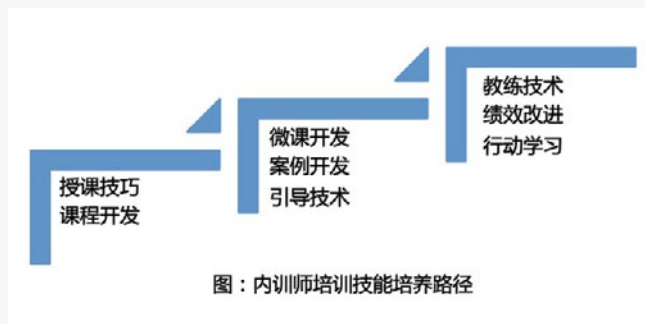 授课技巧
课程开发
微课开发
案例开发
引导技术
教练技术
绩效改进
行动学习
图：内训师培训技能培养路径